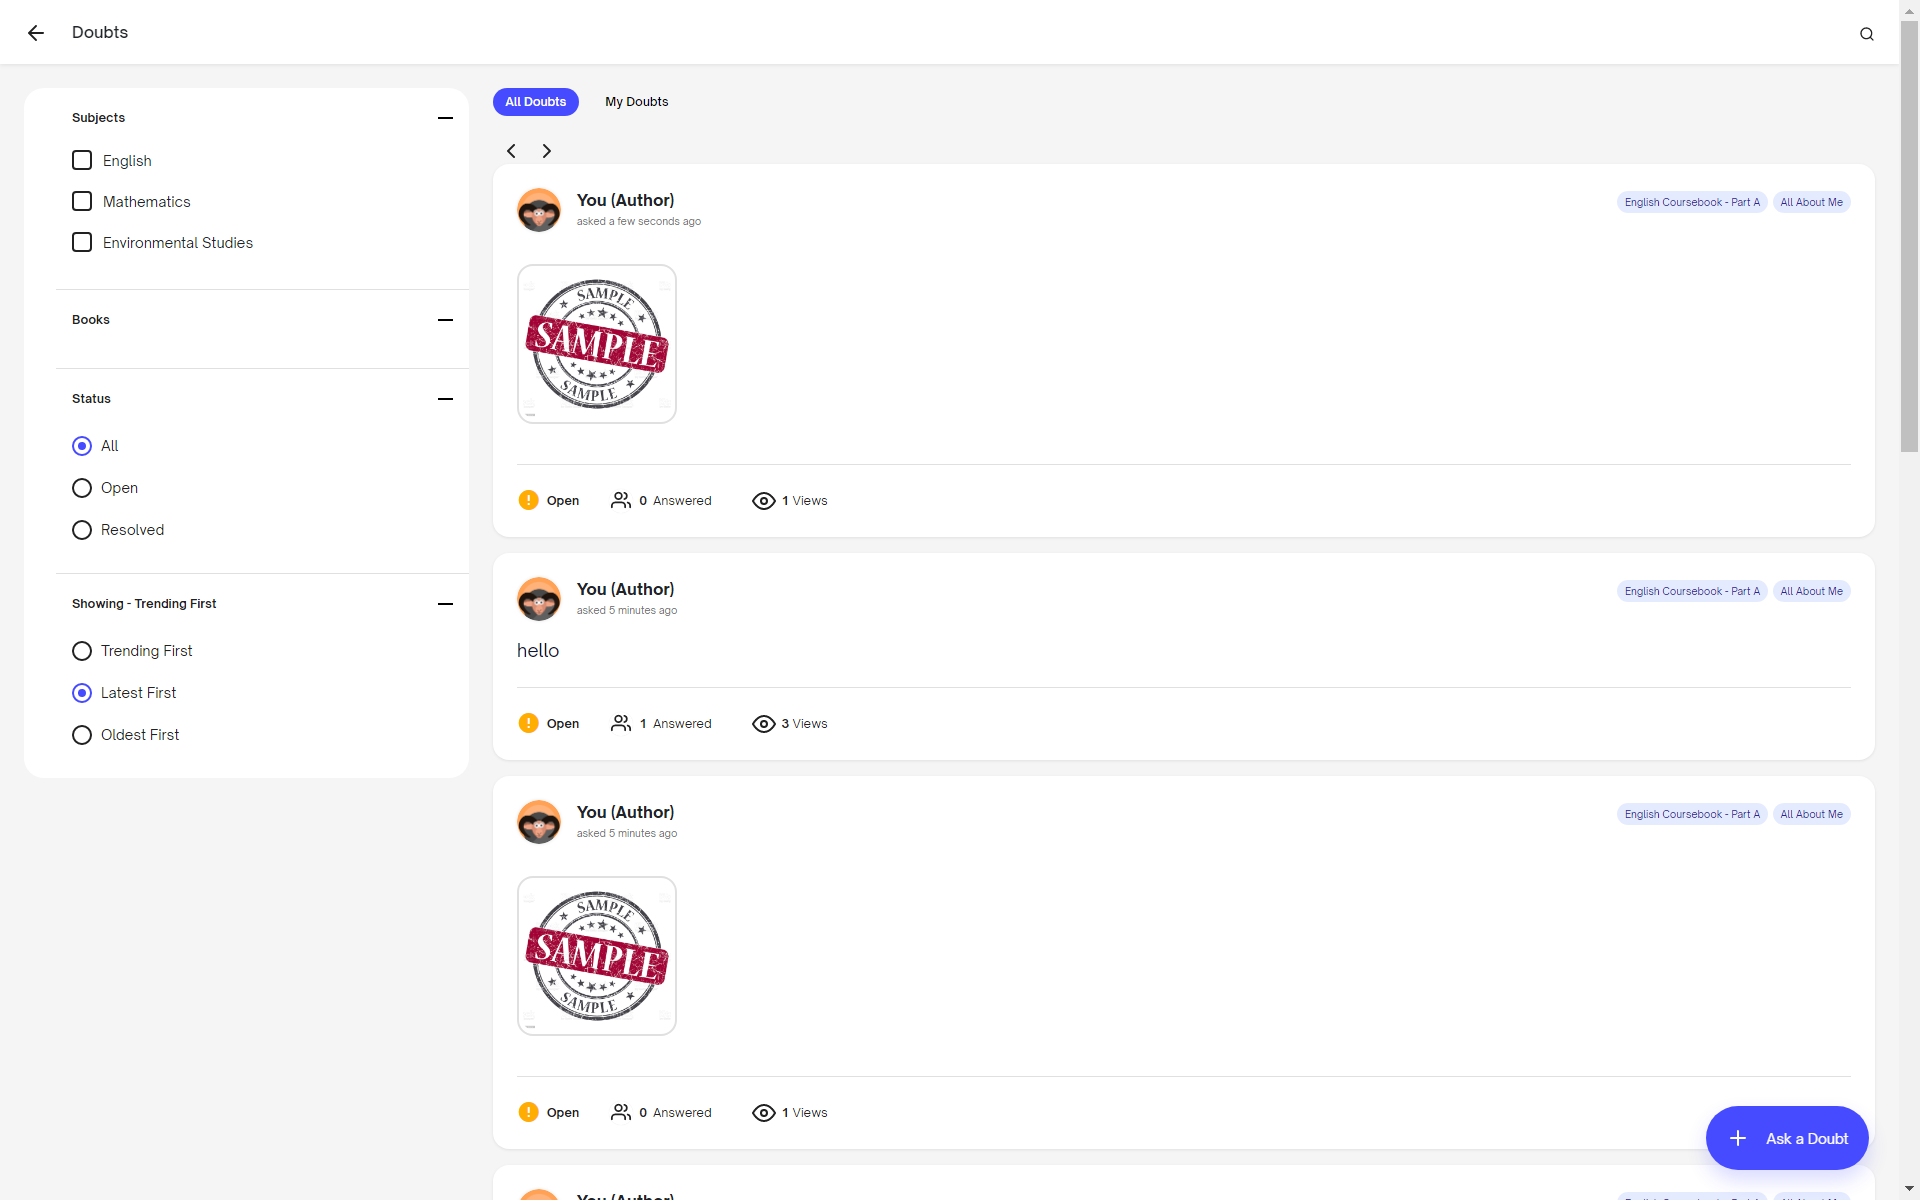 Doubts
Subjects
English
Mathematics
Environmental Studies
Books
Status
All
Open
Resolved
Showing - Trending First
Trending First
Latest First
Oldest First
All Doubts
My Doubts
You (Author)
asked a few seconds ago
English Coursebook - Part A
All About Me
SAMPLE
SAMPLE
SAMPLE
Open
0 Answered
1 Views
You (Author)
asked 5 minutes ago
English Coursebook - Part A
All About Me
hello
Open
1 Answered
3 Views
You (Author)
asked 5 minutes ago
English Coursebook - Part A
All About Me
SAMPLE
SAMPLE
SAMPLE
Open
0 Answered
1 Views
Ask a Doubt
You (Author)